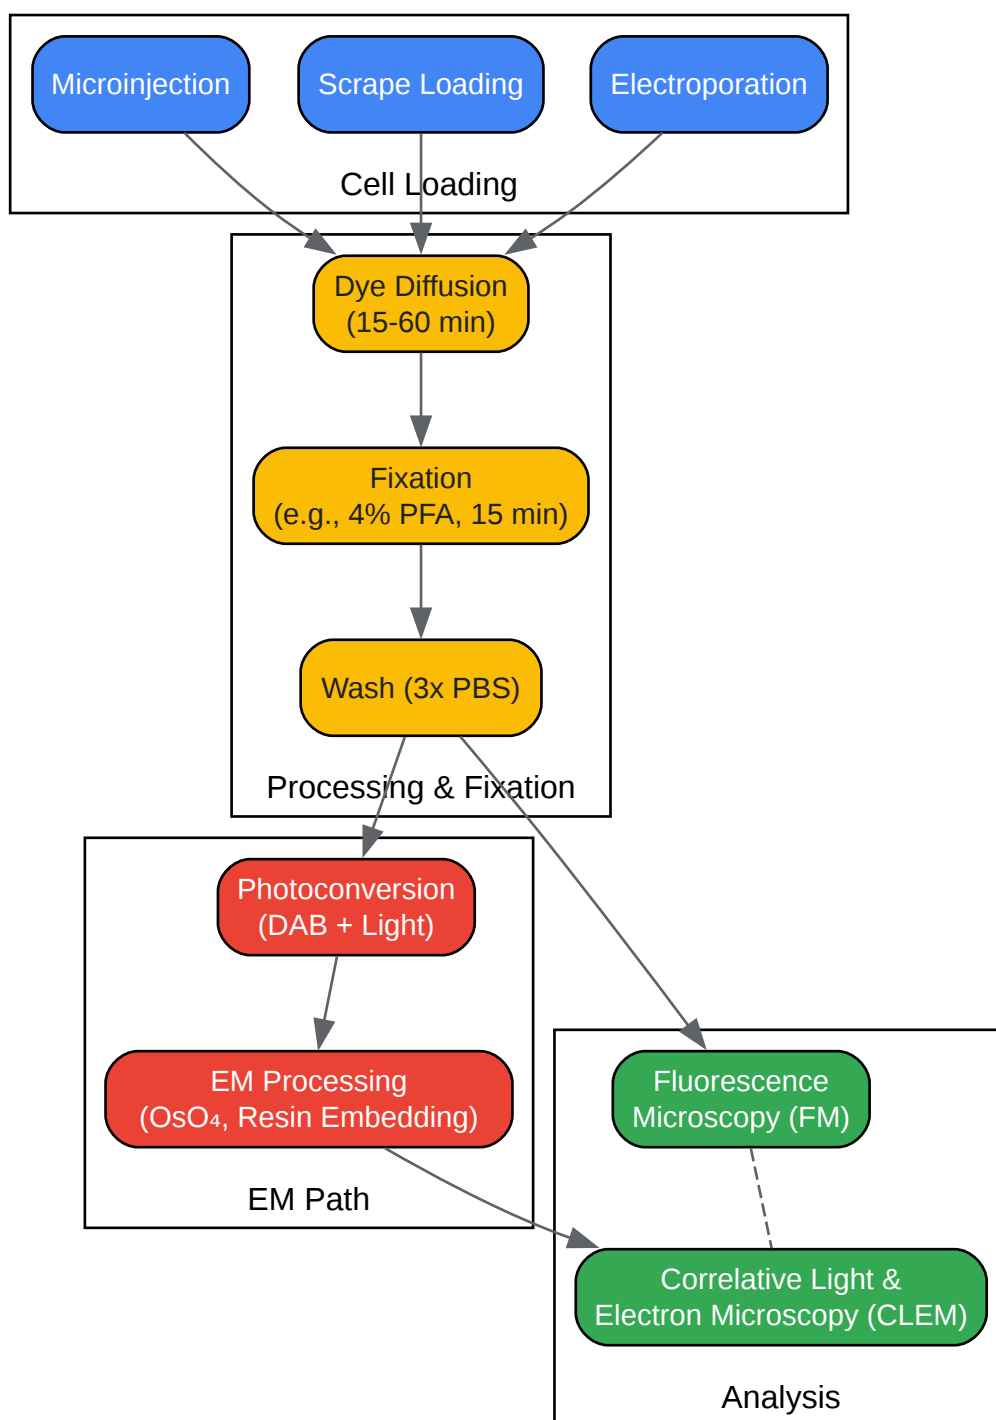 Microinjection
Scrape Loading
Electroporation
Cell Loading
Dye Diffusion
(15-60 min)
Fixation
(e.g., 4% PFA, 15 min)
Wash (3x PBS)
Processing & Fixation
Photoconversion
(DAB + Light)
EM Processing
(OsO₄, Resin Embedding)
EM Path
Fluorescence
Microscopy (FM)
Correlative Light &
Electron Microscopy (CLEM)
Analysis